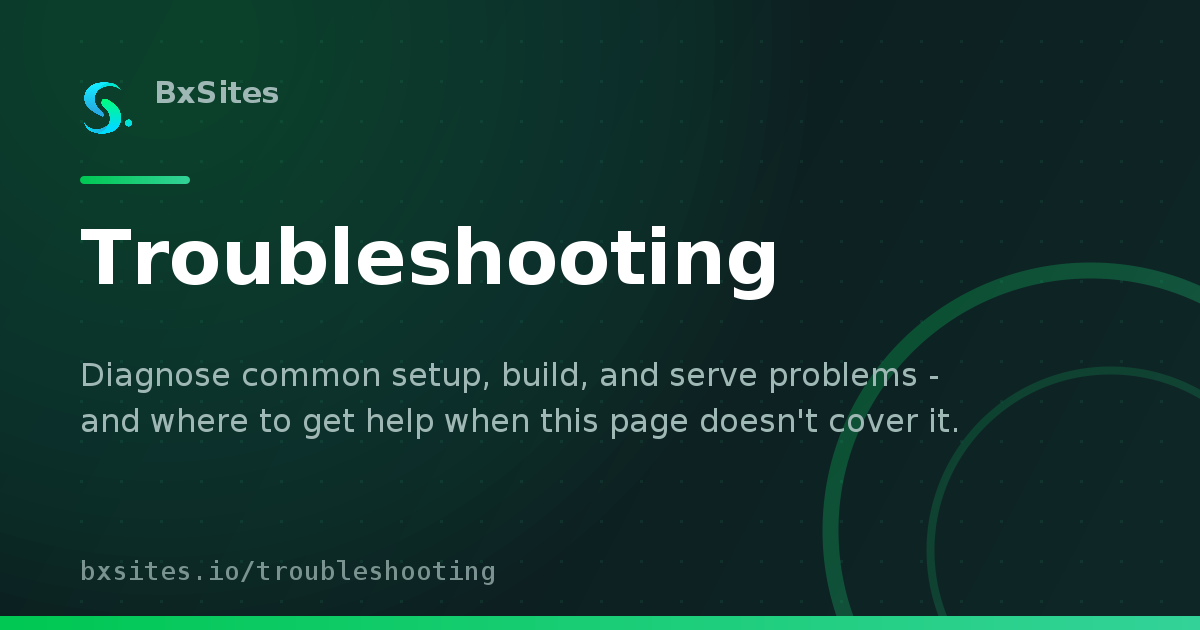 BxSites
Troubleshooting
Diagnose common setup, build, and serve problems -
and where to get help when this page doesn't cover it.
bxsites.io/troubleshooting